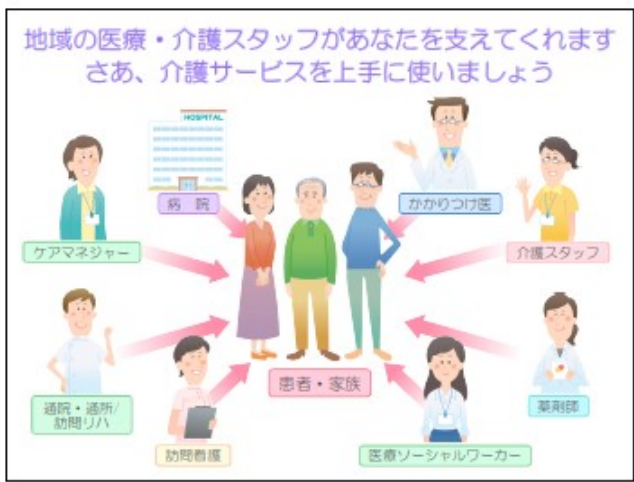 地域の医療・介護スタッフがあなたを支えてくれます
さあ、介護サービスを上手に使いましょう
HOSPITAL
病　院
かかりつけ医
ケアマネジャー
介護スタッフ
通院・通所/
訪問リハ
患者・家族
薬剤師
訪問看護
医療ソーシャルワーカー